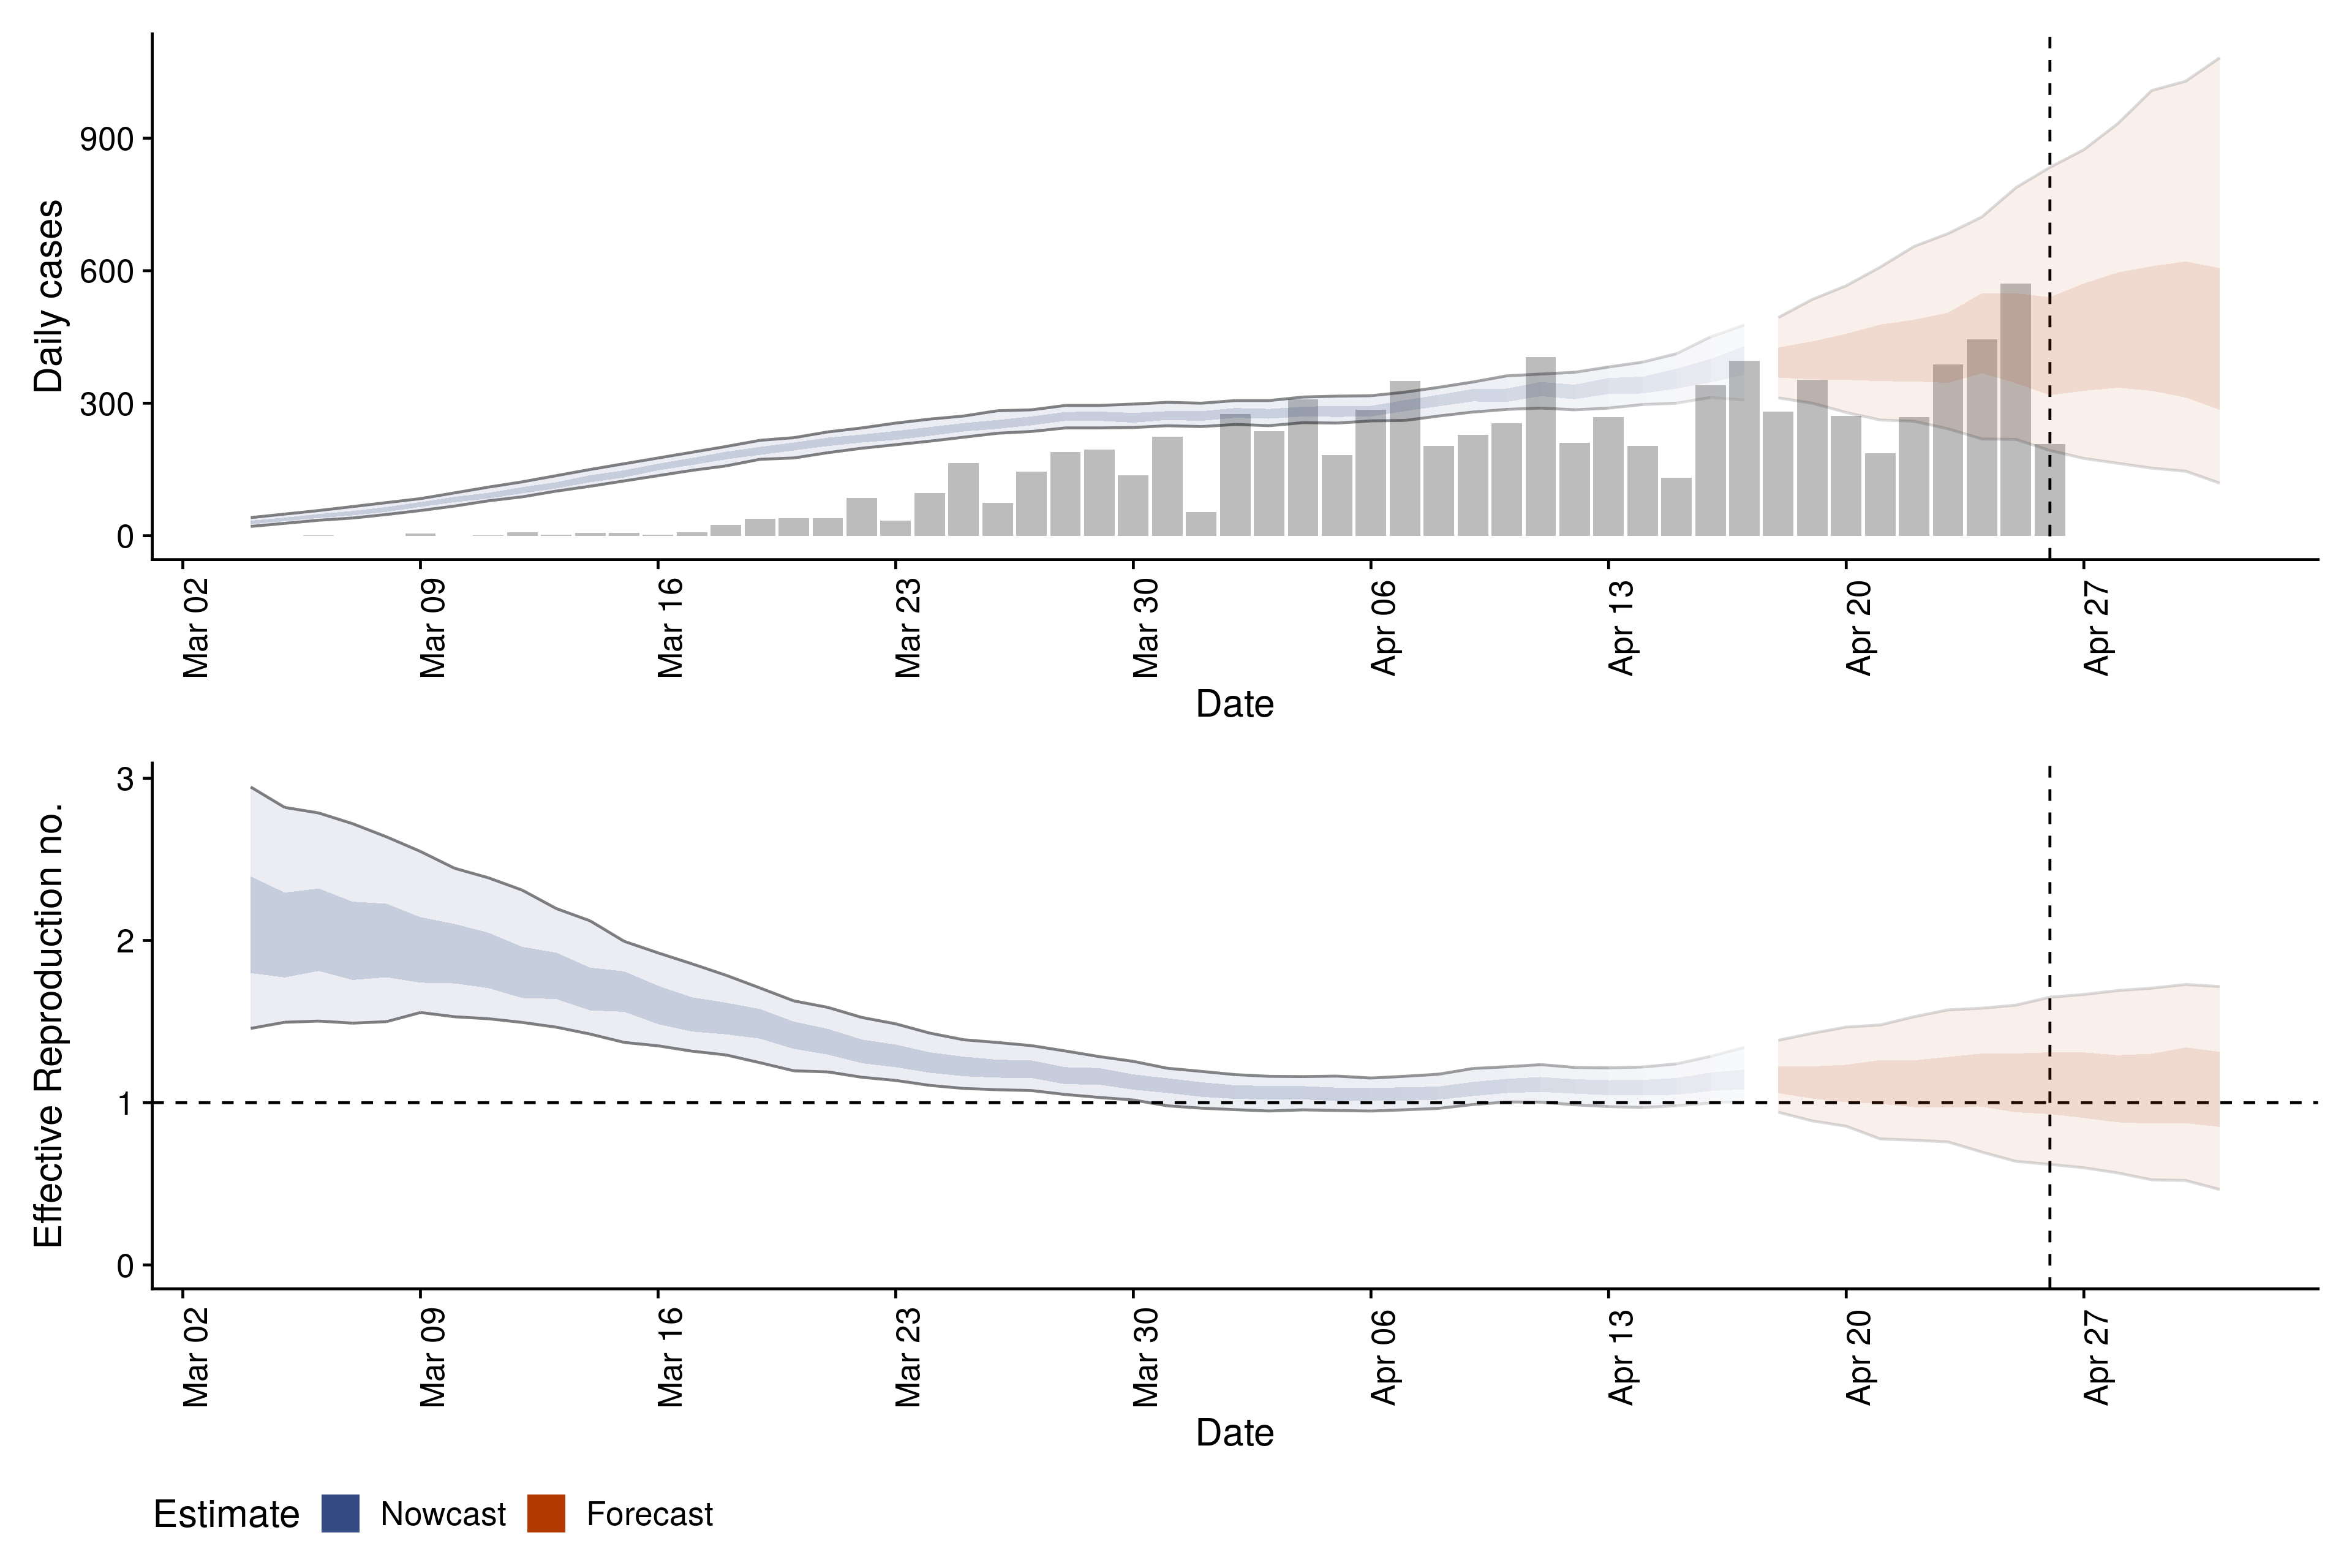 Daily cases
900
600
300
0
Mar 02
Mar 09
Mar 16
Mar 23
Mar 30
Apr 06
Apr 13
Apr 20
Apr 27
Date
Effective Reproduction no.
3
2
1
0
Mar 02
Mar 09
Mar 16
Mar 23
Mar 30
Apr 06
Apr 13
Apr 20
Apr 27
Date
Estimate Nowcast Forecast